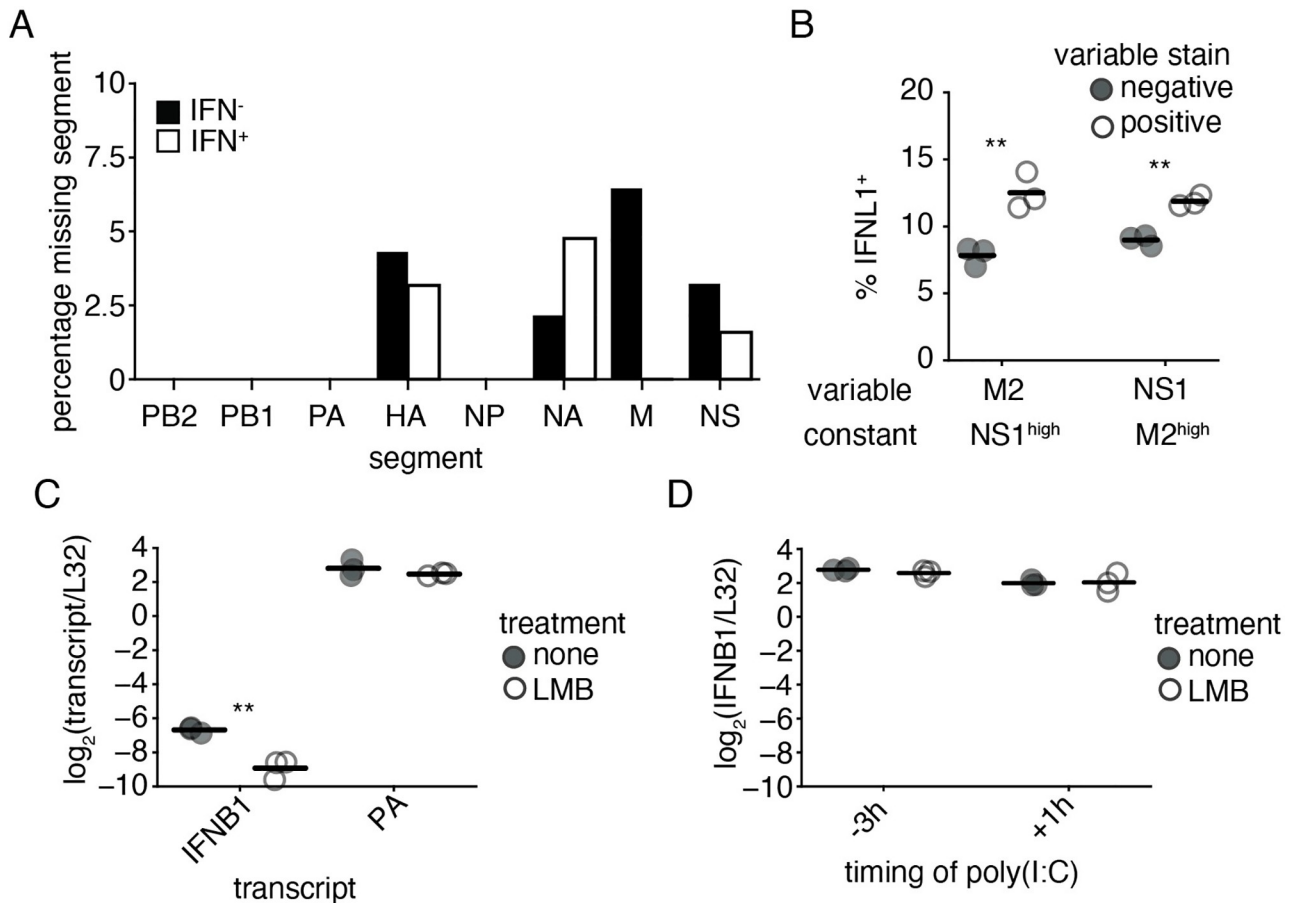 A
percentage missing segment
10
7.5
5
2.5
0
IFN-
IFN+
PB2 PB1 PA HA NP NA M NS
segment
B
variable stain
negative
positive
% IFNL1+
20
15
10
5
0
**
**
variable M2 NS1
constant NS1high M2high
C
log2(transcript/L32)
4
2
0
−2
−4
−6
−8
−10
**
IFNB1 PA
transcript
treatment
none
LMB
D
log2(IFNB1/L32)
4
2
0
−2
−4
−6
−8
−10
-3h +1h
timing of poly(I:C)
treatment
none
LMB